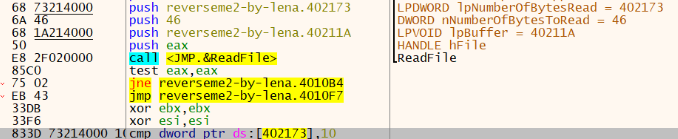 68 73214000 push reverseme2-by-lena.402173 LPDWORD lpNumberOfBytesRead = 402173
6A 46 push 46 DWORD nNumberOfBytesToRead = 46
68 1A214000 push reverseme2-by-lena.40211A LPVOID lpBuffer = 40211A
50 push eax HANDLE hFile
E8 2F020000 call <JMP.&ReadFile> ReadFile
85C0 test eax,eax
75 02 jne reverseme2-by-lena.4010B4
EB 43 jmp reverseme2-by-lena.4010F7
33DB xor ebx,ebx
33F6 xor esi,esi
833D 73214000 10 cmp dword ptr ds:[402173],10